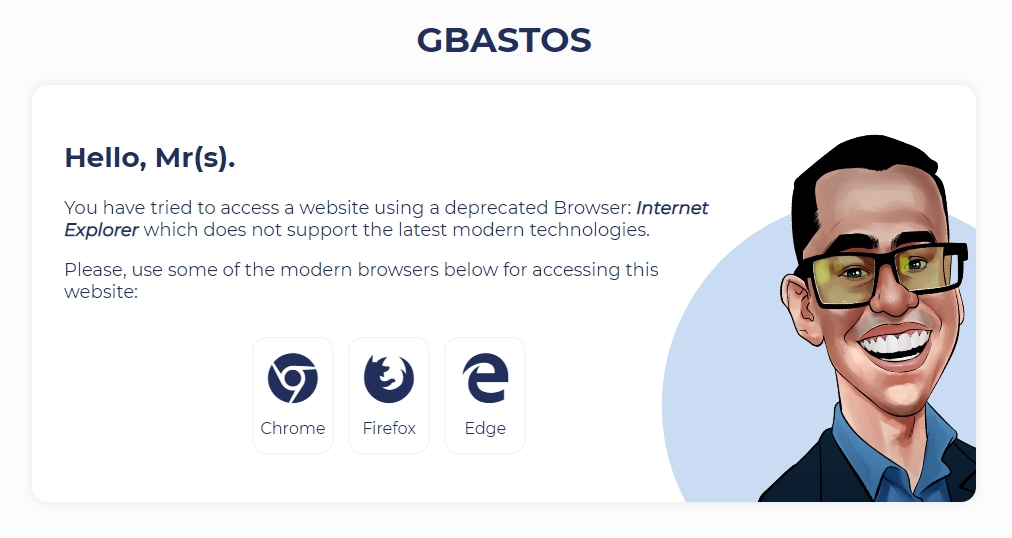 GBASTOS
Hello, Mr(s).
You have tried to access a website using a deprecated Browser: Internet
Explorer which does not support the latest modern technologies.
Please, use some of the modern browsers below for accessing this
website:
Chrome
Firefox
Edge